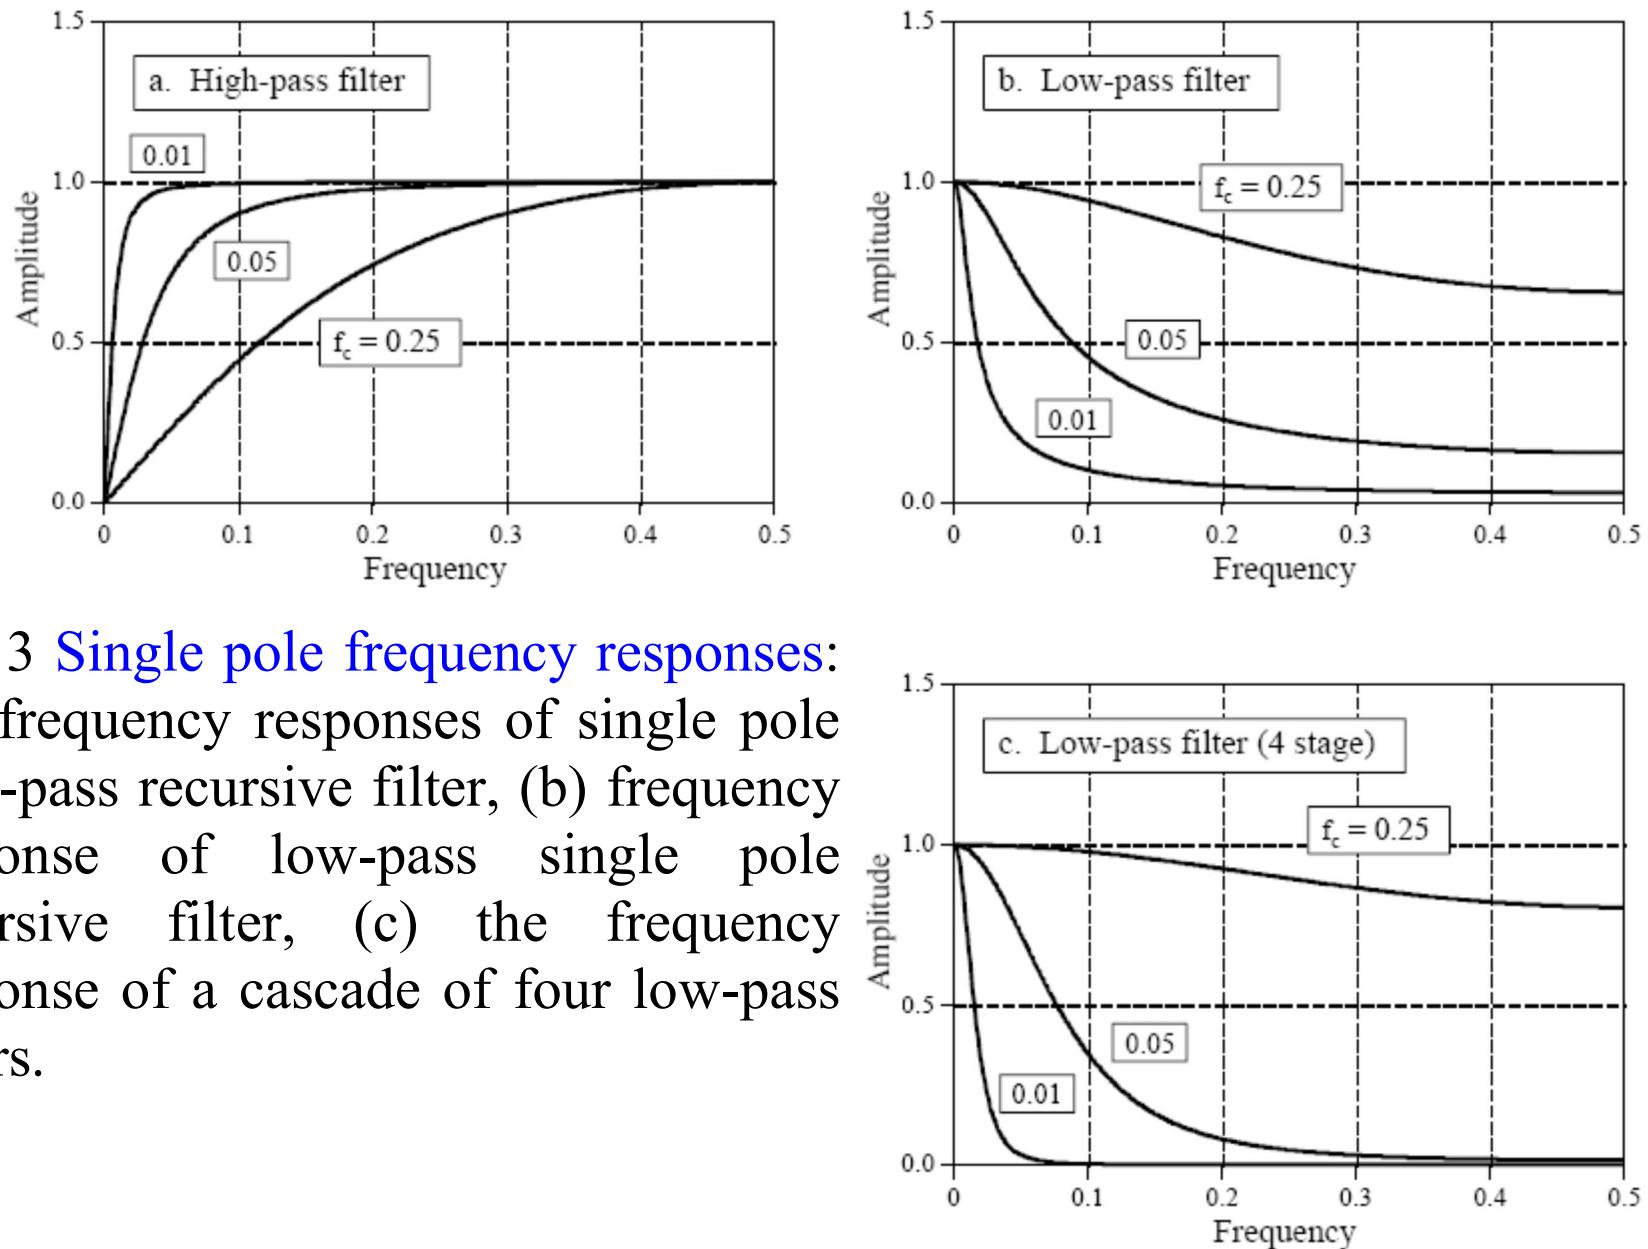 1.5
a. High-pass filter
0.01
1.0
0.05
f_c = 0.25
0.5
0.0
0 0.1 0.2 0.3 0.4 0.5
Frequency
Amplitude
1.5
b. Low-pass filter
1.0
f_c = 0.25
0.05
0.5
0.01
0.0
0 0.1 0.2 0.3 0.4 0.5
Frequency
Amplitude
3 Single pole frequency responses:
frequency responses of single pole
-pass recursive filter, (b) frequency
onse of low-pass single pole
rsive filter, (c) the frequency
onse of a cascade of four low-pass
rs.
1.5
c. Low-pass filter (4 stage)
f_c = 0.25
1.0
0.5
0.05
0.01
0.0
0 0.1 0.2 0.3 0.4 0.5
Frequency
Amplitude